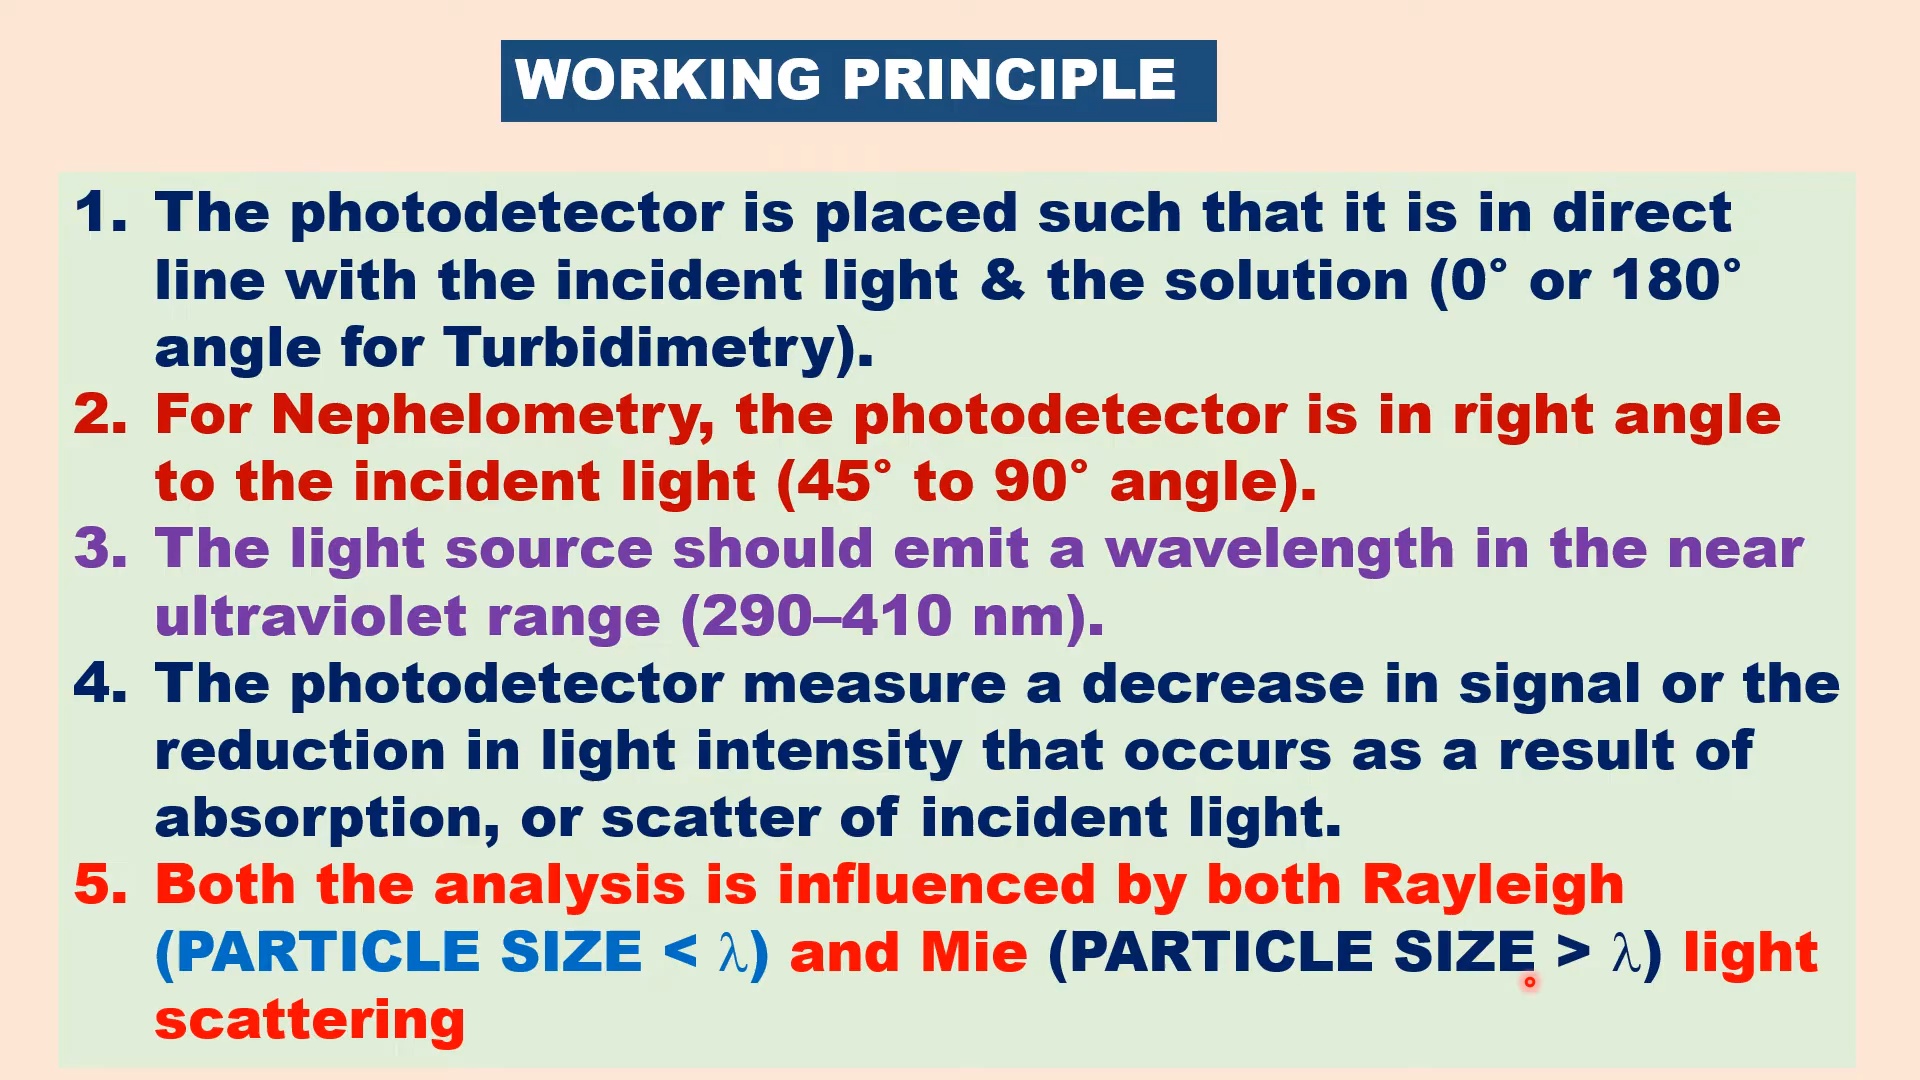 WORKING PRINCIPLE
1. The photodetector is placed such that it is in direct
line with the incident light & the solution (0° or 180°
angle for Turbidimetry).
2. For Nephelometry, the photodetector is in right angle
to the incident light (45° to 90° angle).
3. The light source should emit a wavelength in the near
ultraviolet range (290–410 nm).
4. The photodetector measure a decrease in signal or the
reduction in light intensity that occurs as a result of
absorption, or scatter of incident light.
5. Both the analysis is influenced by both Rayleigh
(PARTICLE SIZE < λ) and Mie (PARTICLE SIZE > λ) light
scattering